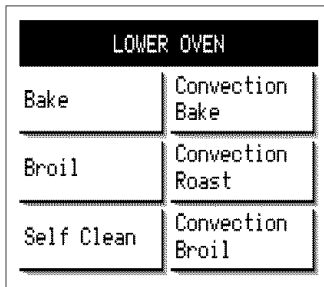 LOWER OVEN
Bake
Convection
Bake
Broil
Convection
Roast
Self Clean
Convection
Broil